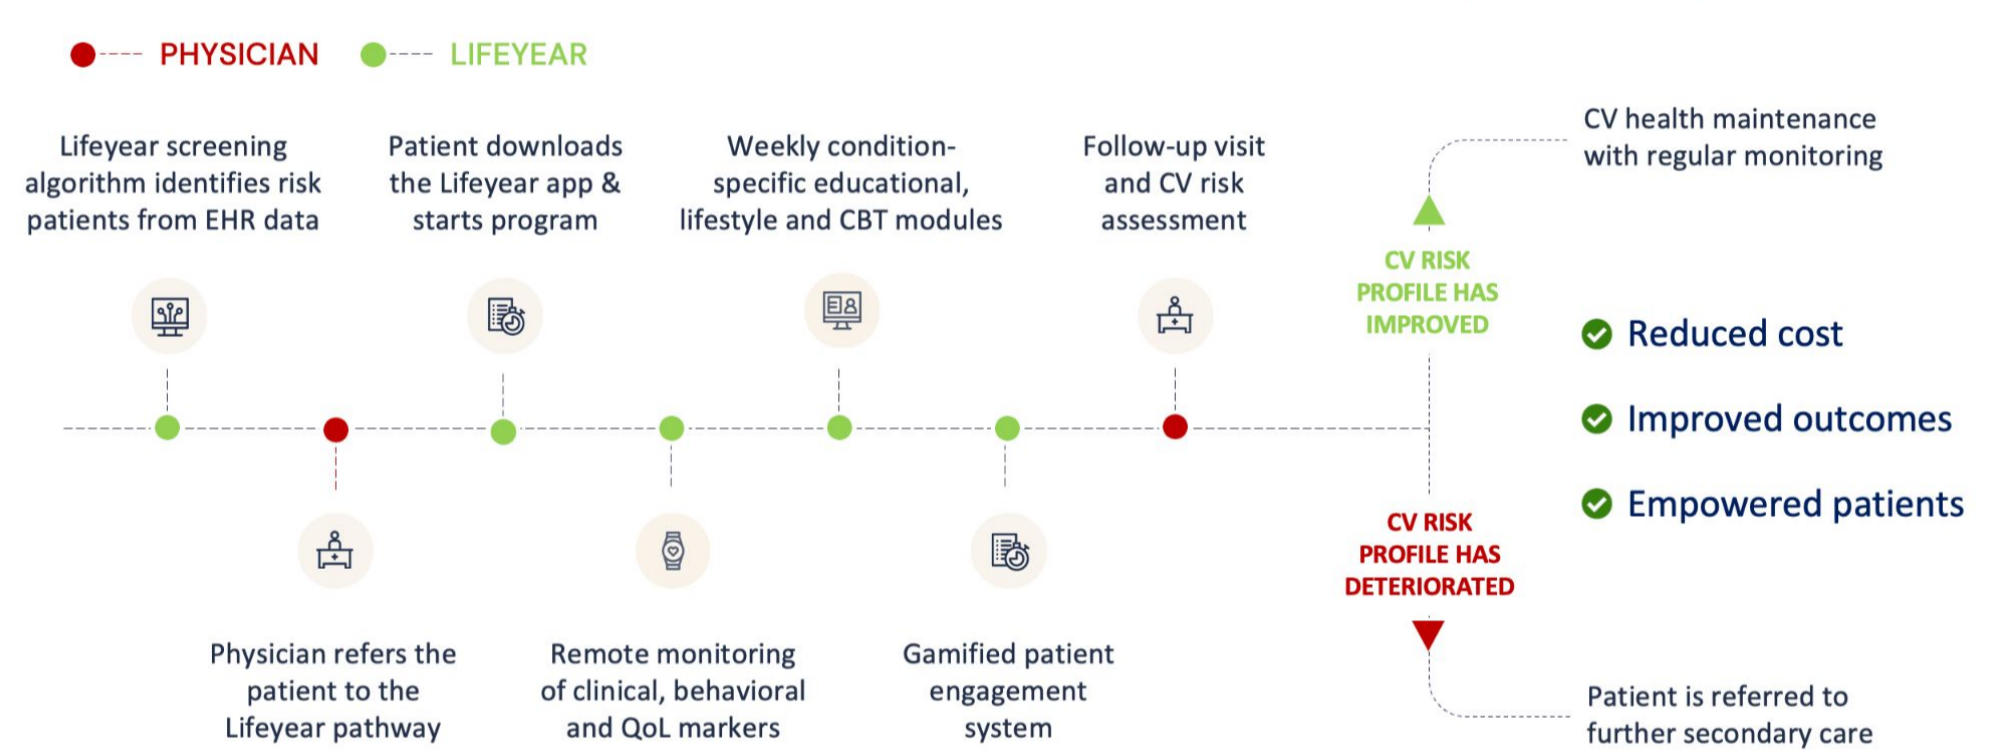 PHYSICIAN
LIFEYEAR
Lifeyear screening
algorithm identifies risk
patients from EHR data
Patient downloads
the Lifeyear app &
starts program
Weekly condition-
specific educational,
lifestyle and CBT modules
Follow-up visit
and CV risk
assessment
Physician refers the
patient to the
Lifeyear pathway
Remote monitoring
of clinical, behavioral
and QoL markers
Gamified patient
engagement
system
CV RISK
PROFILE HAS
IMPROVED
CV health maintenance
with regular monitoring
CV RISK
PROFILE HAS
DETERIORATED
Patient is referred to
further secondary care
Reduced cost
Improved outcomes
Empowered patients